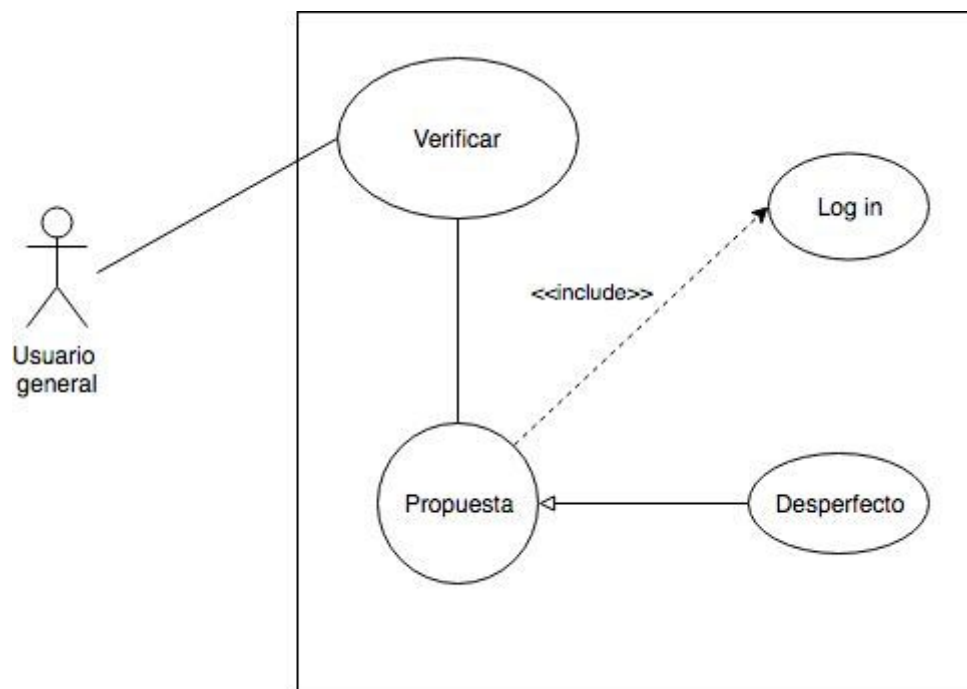 Verificar
Log in
<<include>>
Usuario
general
Propuesta
Desperfecto